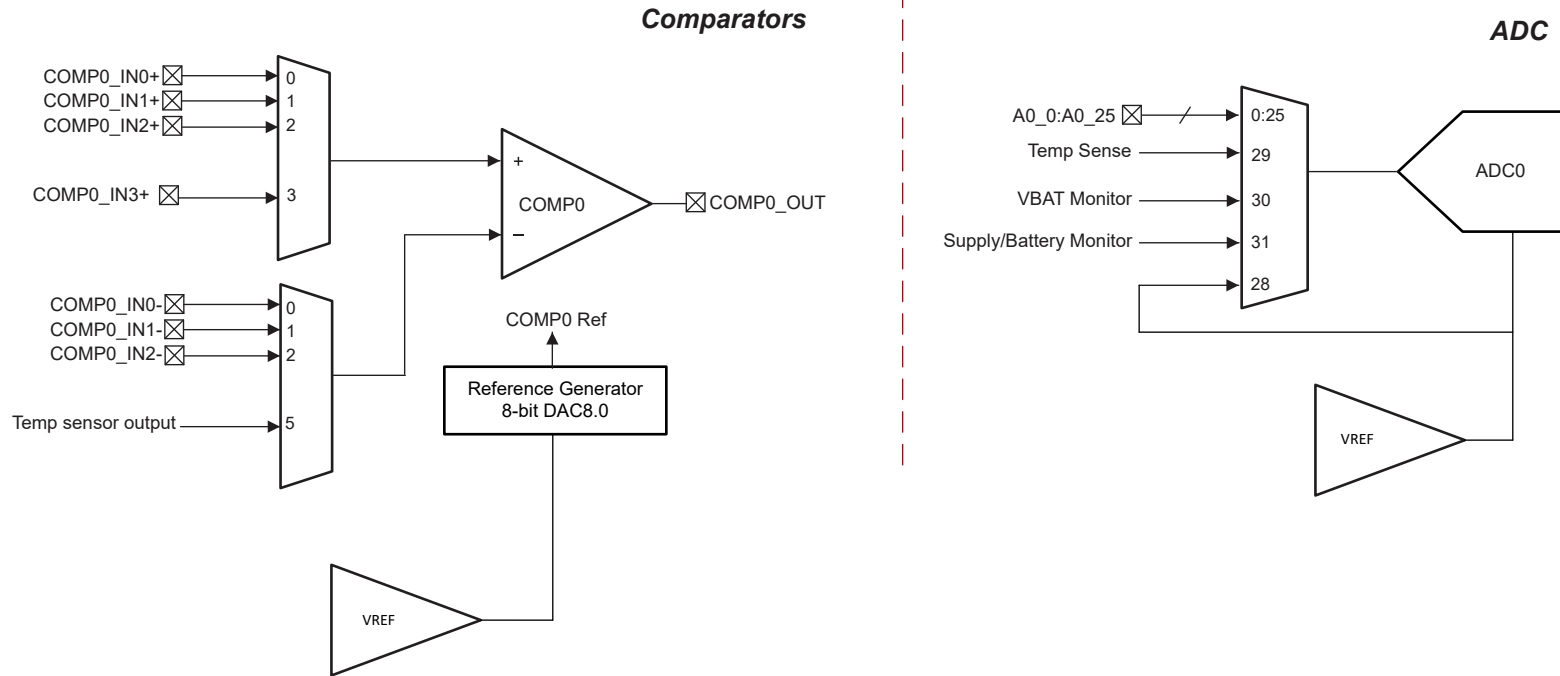 Comparators
COMP0_IN0+
COMP0_IN1+
COMP0_IN2+
COMP0_IN3+
0
1
2
3
+
−
COMP0
COMP0_OUT
COMP0_IN0-
COMP0_IN1-
COMP0_IN2-
Temp sensor output
0
1
2
5
COMP0 Ref
Reference Generator
8-bit DAC8.0
VREF
ADC
A0_0:A0_25
Temp Sense
VBAT Monitor
Supply/Battery Monitor
0:25
29
30
31
28
ADC0
VREF